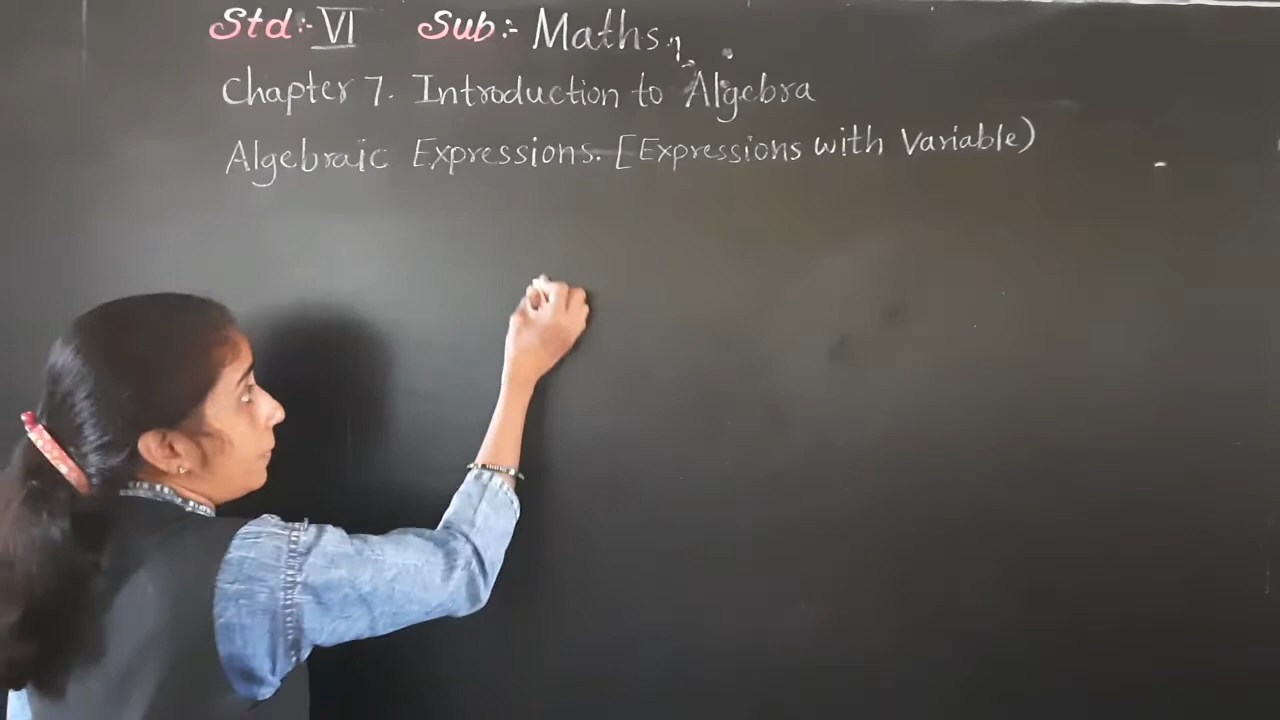 Std:- VI Sub:- Maths.
Chapter 7. Introduction to Algebra
Algebraic Expressions. [Expressions with Variable)